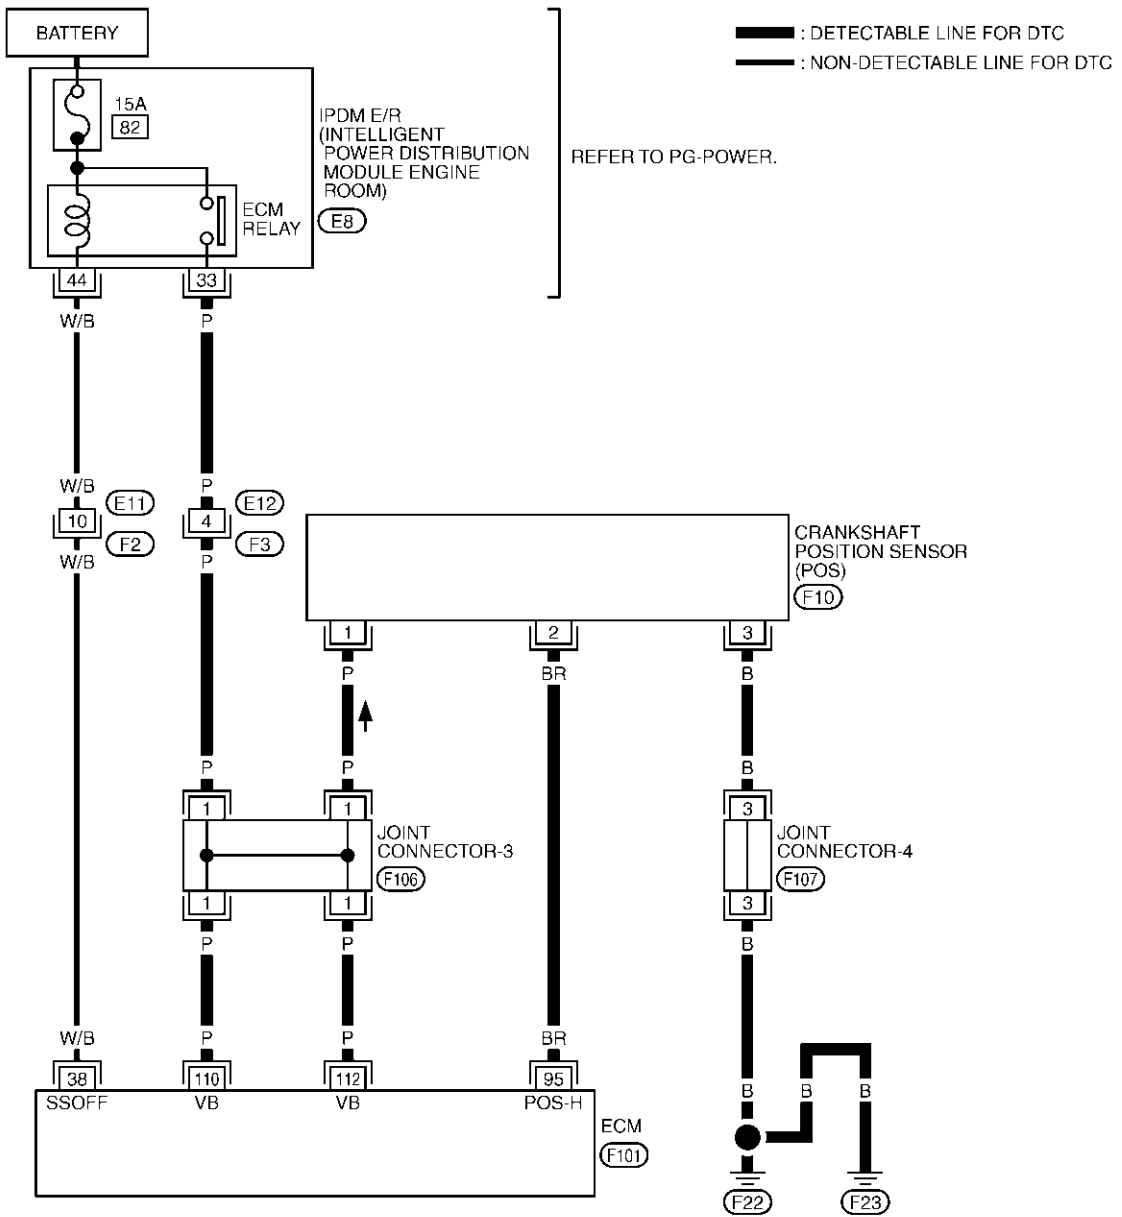 BATTERY
: DETECTABLE LINE FOR DTC
: NON-DETECTABLE LINE FOR DTC
15A
82
IPDM E/R
(INTELLIGENT
POWER DISTRIBUTION
MODULE ENGINE
ROOM)
E8
REFER TO PG-POWER.
ECM
RELAY
44
33
W/B
P
W/B
P
10
E11
F2
4
E12
F3
W/B
P
CRANKSHAFT
POSITION SENSOR
(POS)
F10
1
2
3
P
BR
B
P
P
B
1
1
3
JOINT
CONNECTOR-3
F106
JOINT
CONNECTOR-4
F107
1
1
3
P
P
B
W/B
P
P
BR
38
110
112
95
SSOFF
VB
VB
POS-H
ECM
F101
B
B
B
F22
F23